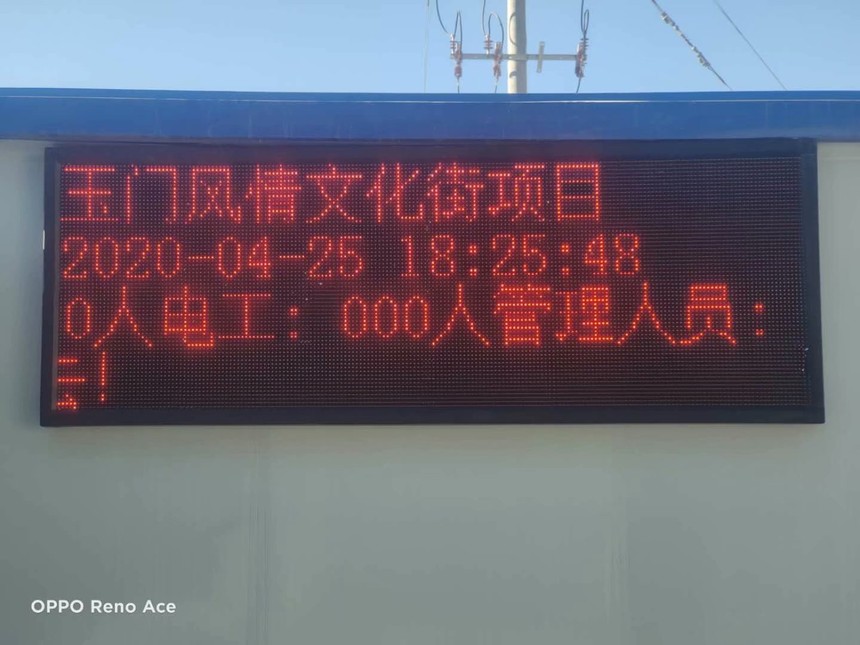 玉门风情文化街项目
2020-04-25 18:25:48
0人电工: 000人管理人员:
OPPO Reno Ace